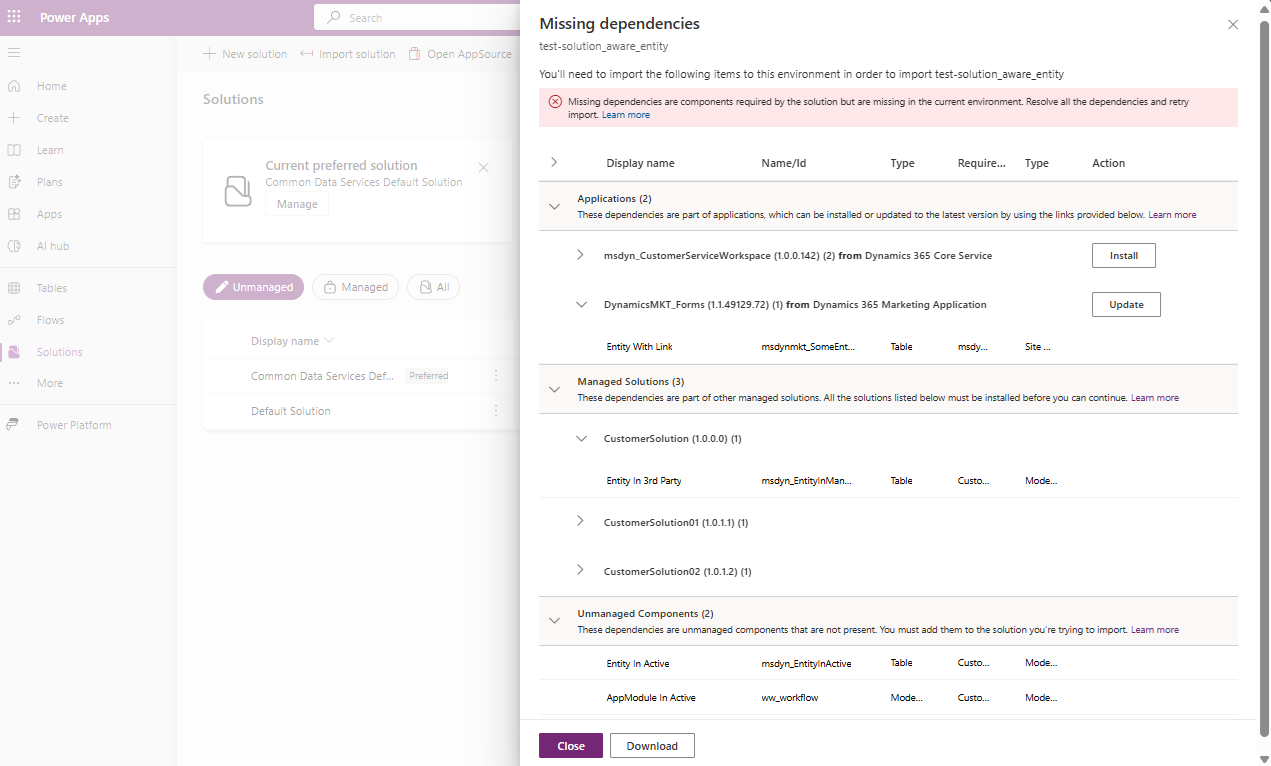 Power Apps
Search
Home
Create
Learn
Plans
Apps
AI hub
Tables
Flows
Solutions
More
Power Platform
New solution
Import solution
Open AppSource
Solutions
Current preferred solution
Common Data Services Default Solution
Manage
Unmanaged
Managed
All
Display name
Common Data Services Def... Preferred
Default Solution
Missing dependencies
test-solution_aware_entity
You'll need to import the following items to this environment in order to import test-solution_aware_entity
Missing dependencies are components required by the solution but are missing in the current environment. Resolve all the dependencies and retry
import. Learn more
Display name Name/Id Type Require... Type Action
Applications (2)
These dependencies are part of applications, which can be installed or updated to the latest version by using the links provided below. Learn more
msdyn_CustomerServiceWorkspace (1.0.0.142) (2) from Dynamics 365 Core Service Install
DynamicsMKT_Forms (1.1.49129.72) (1) from Dynamics 365 Marketing Application Update
Entity With Link msdynmkt_SomeEnt... Table msdy... Site ...
Managed Solutions (3)
These dependencies are part of other managed solutions. All the solutions listed below must be installed before you can continue. Learn more
CustomerSolution (1.0.0.0) (1)
Entity In 3rd Party msdyn_EntityInMan... Table Custo... Mode...
CustomerSolution01 (1.0.1.1) (1)
CustomerSolution02 (1.0.1.2) (1)
Unmanaged Components (2)
These dependencies are unmanaged components that are not present. You must add them to the solution you're trying to import. Learn more
Entity In Active msdyn_EntityInActive Table Custo... Mode...
AppModule In Active ww_workflow Mode... Custo... Mode...
Close
Download